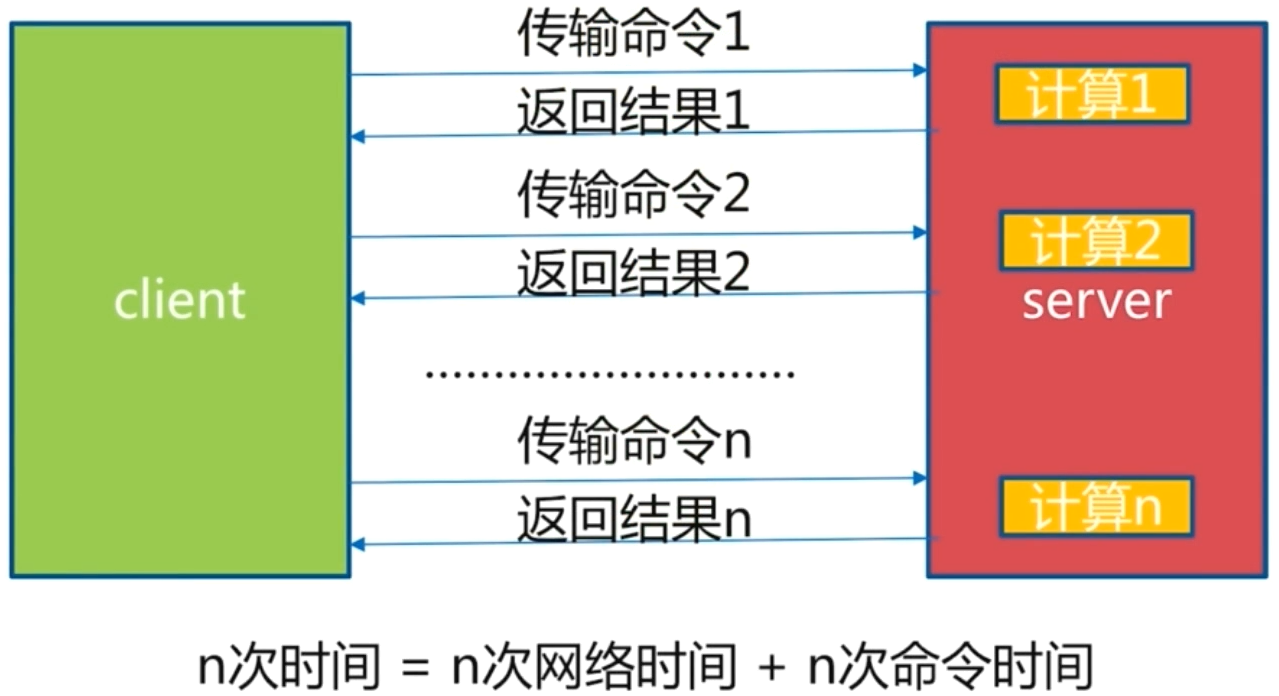 传输命令1
计算1
返回结果1
传输命令2
计算2
返回结果2
client
server
..........................
传输命令n
计算n
返回结果n
n次时间 = n次网络时间 + n次命令时间